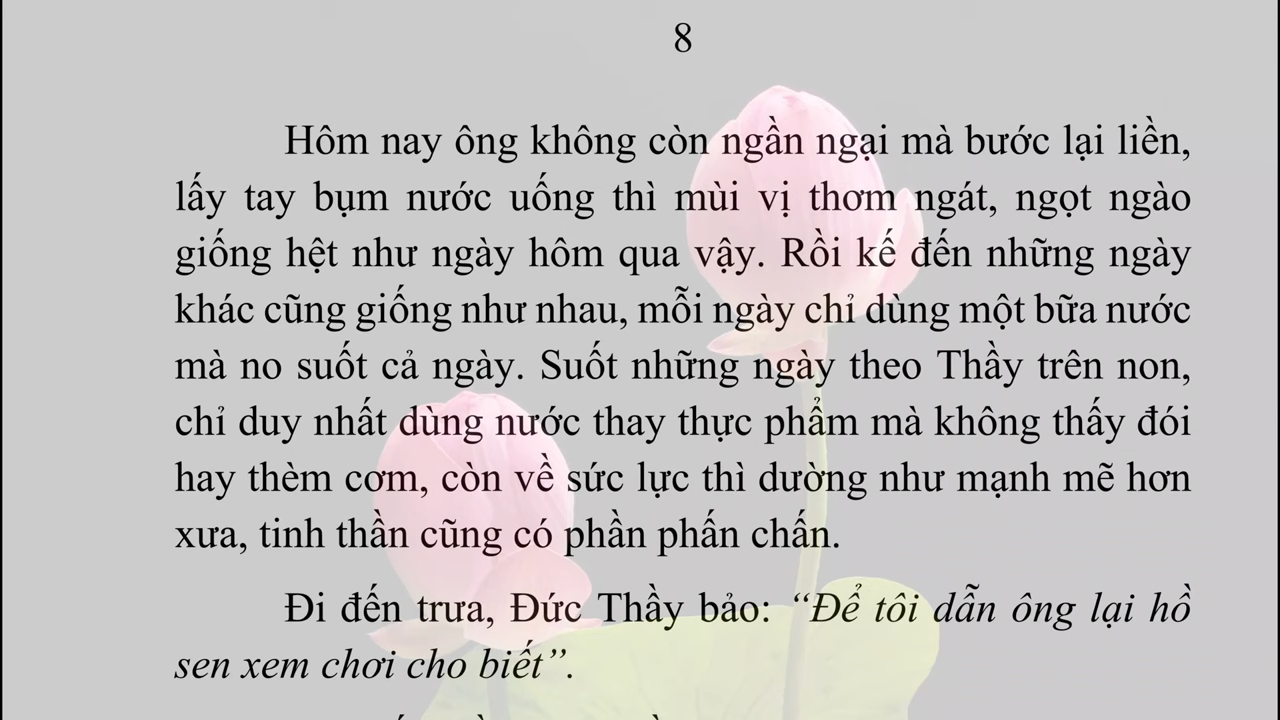 8
Hôm nay ông không còn ngần ngại mà bước lại liền,
lấy tay bụm nước uống thì mùi vị thơm ngát, ngọt ngào
giống hệt như ngày hôm qua vậy. Rồi kế đến những ngày
khác cũng giống như nhau, mỗi ngày chỉ dùng một bữa nước
mà no suốt cả ngày. Suốt những ngày theo Thầy trên non,
chỉ duy nhất dùng nước thay thực phẩm mà không thấy đói
hay thèm cơm, còn về sức lực thì dường như mạnh mẽ hơn
xưa, tinh thần cũng có phần phấn chấn.
Đi đến trưa, Đức Thầy bảo: “Để tôi dẫn ông lại hồ
sen xem chơi cho biết”.